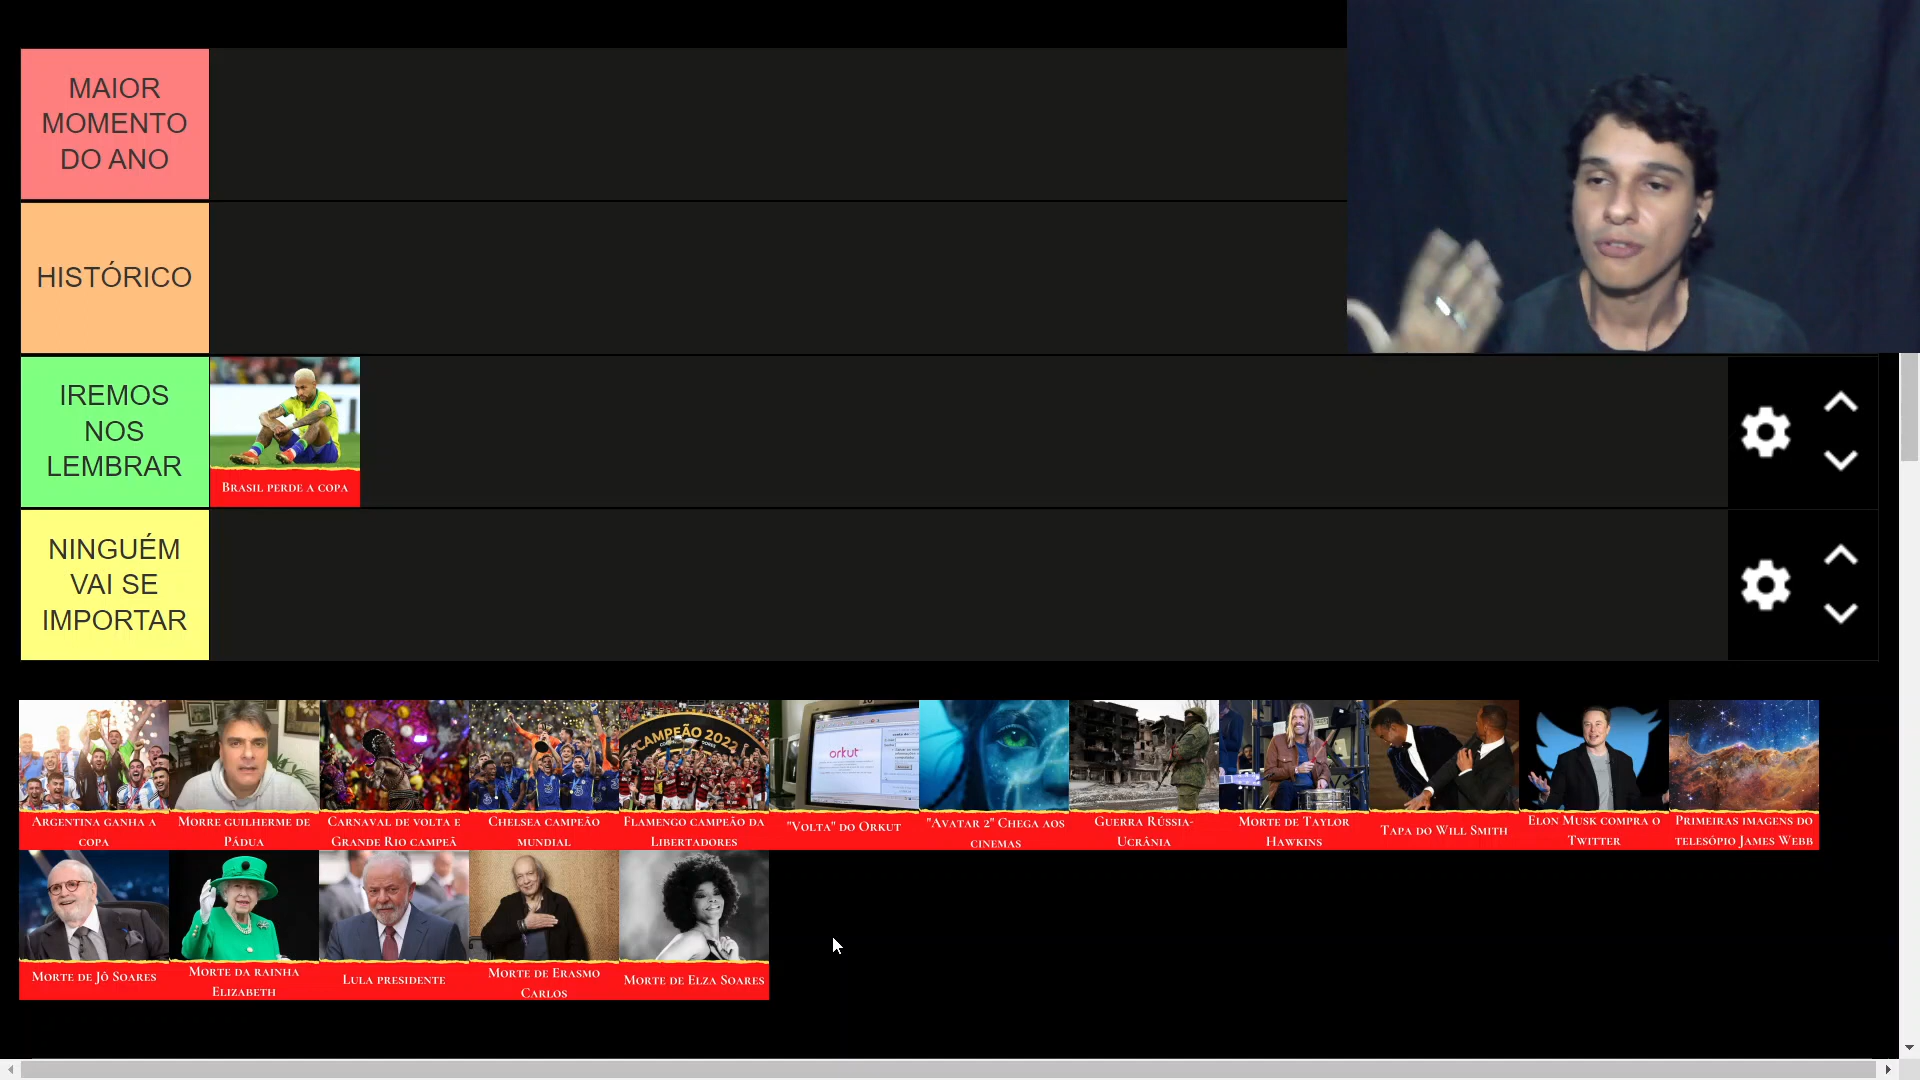 MAIOR
MOMENTO
DO ANO
HISTÓRICO
IREMOS
NOS
LEMBRAR
Brasil perde a copa
NINGUÉM
VAI SE
IMPORTAR
CAMPEÃO 2022
orkut
Argentina ganha a
copa
Morre guilherme de
Pádua
Carnaval de volta e
Grande Rio campeã
Chelsea campeão
mundial
Flamengo campeão da
Libertadores
"Volta" do Orkut
"Avatar 2" Chega aos
cinemas
Guerra Rússia-
Ucrânia
Morte de Taylor
Hawkins
Tapa do Will Smith
Elon Musk compra o
Twitter
Primeiras imagens do
telesópio James Webb
Morte de Jô Soares
Morte da rainha
Elizabeth
Lula presidente
Morte de Erasmo
Carlos
Morte de Elza Soares